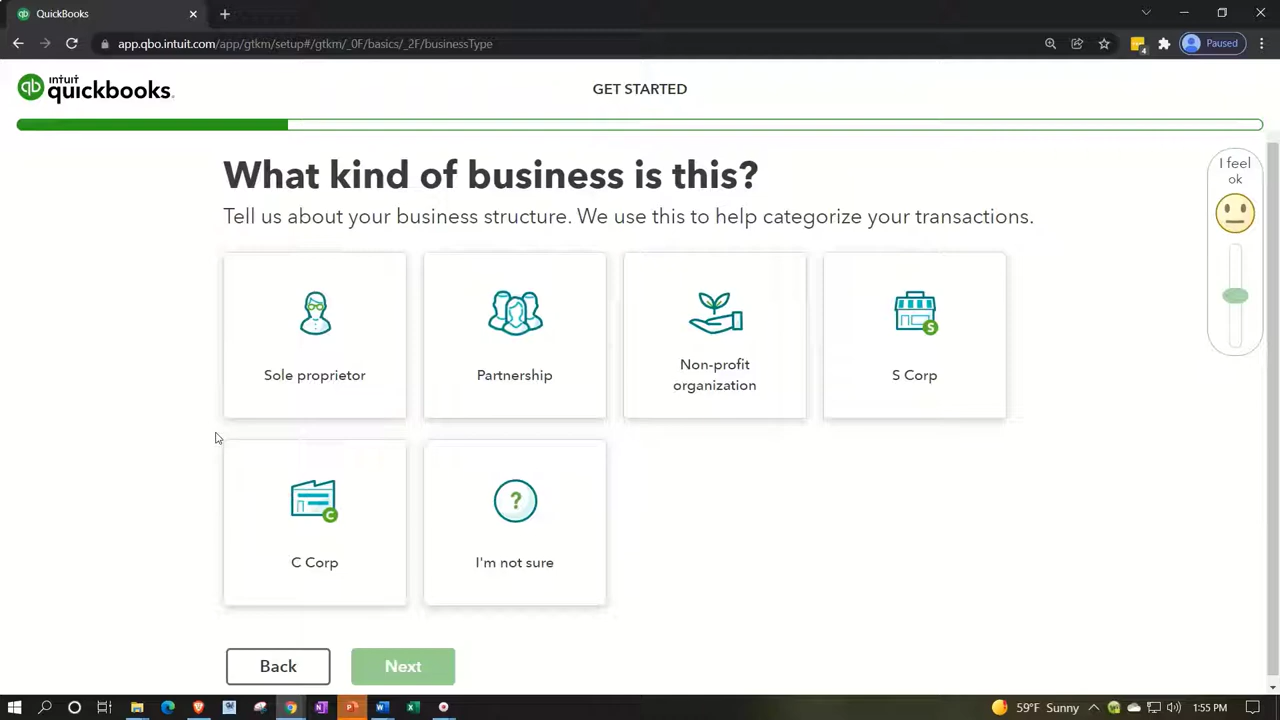 QuickBooks
app.qbo.intuit.com/app/gtkm/setup#/gtkm/_0F/basics/_2F/businessType
4
Paused
qb
intuit
quickbooks.
GET STARTED
What kind of business is this?
Tell us about your business structure. We use this to help categorize your transactions.
I feel
ok
Sole proprietor
Partnership
Non-profit
organization
S
S Corp
C
C Corp
?
I'm not sure
Back
Next
59°F Sunny
1:55 PM